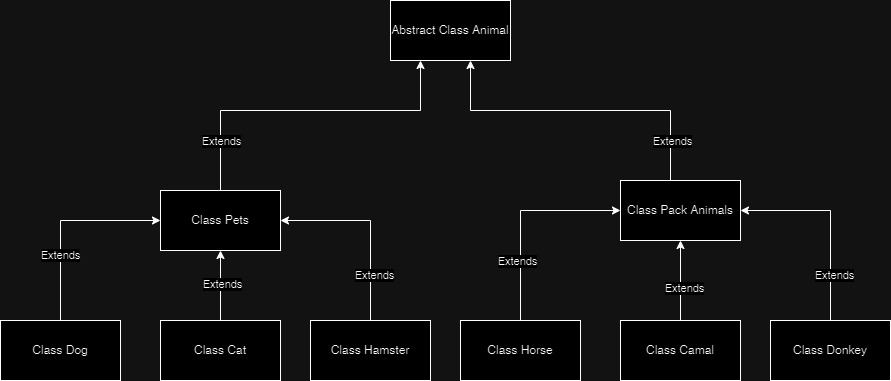 Abstract Class Animal
Extends
Extends
Class Pets
Class Pack Animals
Extends
Extends
Extends
Extends
Extends
Extends
Class Dog
Class Cat
Class Hamster
Class Horse
Class Camal
Class Donkey